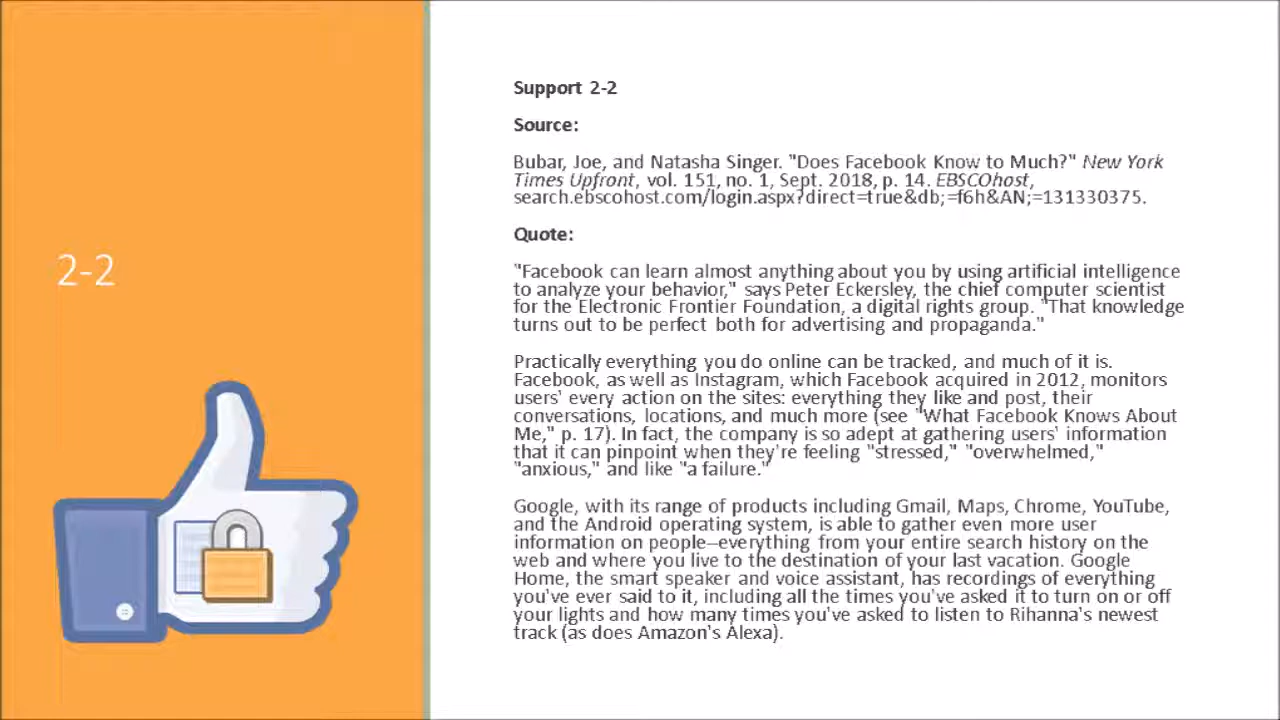 2-2
Support 2-2
Source:
Bubar, Joe, and Natasha Singer. "Does Facebook Know to Much?" New York
Times Upfront, vol. 151, no. 1, Sept. 2018, p. 14. EBSCOhost,
search.ebscohost.com/login.aspx?direct=true&db;=f6h&AN;=131330375.
Quote:
"Facebook can learn almost anything about you by using artificial intelligence
to analyze your behavior," says Peter Eckersley, the chief computer scientist
for the Electronic Frontier Foundation, a digital rights group. "That knowledge
turns out to be perfect both for advertising and propaganda."
Practically everything you do online can be tracked, and much of it is.
Facebook, as well as Instagram, which Facebook acquired in 2012, monitors
users' every action on the sites: everything they like and post, their
conversations, locations, and much more (see "What Facebook Knows About
Me," p. 17). In fact, the company is so adept at gathering users' information
that it can pinpoint when they're feeling "stressed," "overwhelmed,"
"anxious," and like "a failure."
Google, with its range of products including Gmail, Maps, Chrome, YouTube,
and the Android operating system, is able to gather even more user
information on people—everything from your entire search history on the
web and where you live to the destination of your last vacation. Google
Home, the smart speaker and voice assistant, has recordings of everything
you've ever said to it, including all the times you've asked it to turn on or off
your lights and how many times you've asked to listen to Rihanna's newest
track (as does Amazon's Alexa).